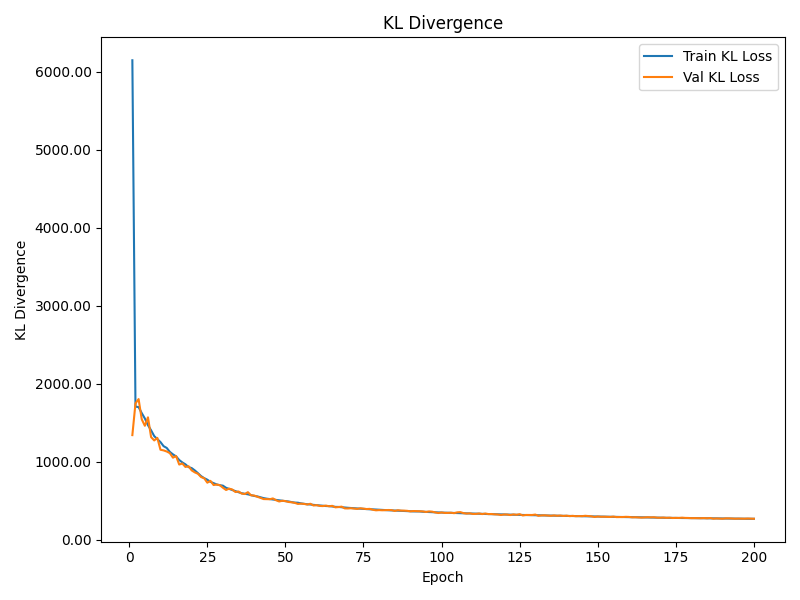 KL Divergence
Train KL Loss
Val KL Loss
6000.00
5000.00
4000.00
3000.00
2000.00
1000.00
0.00
KL Divergence
0 25 50 75 100 125 150 175 200
Epoch